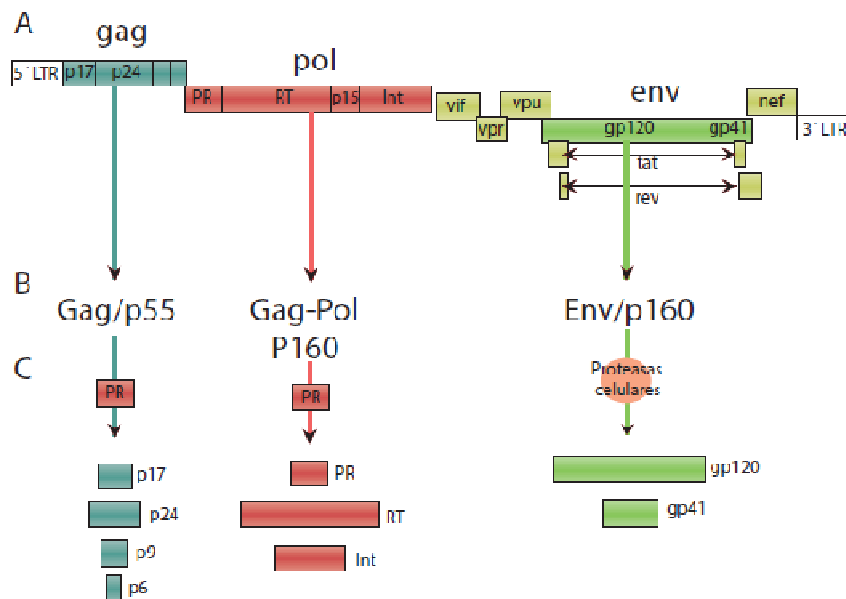 A
gag
pol
env
5´LTR p17 p24
PR RT p15 Int
vif
vpr
vpu
gp120 gp41
nef
3´LTR
tat
rev
B
Gag/p55
Gag-Pol
P160
Env/p160
C
PR
PR
Proteasas
celulares
p17
p24
p9
p6
PR
RT
Int
gp120
gp41